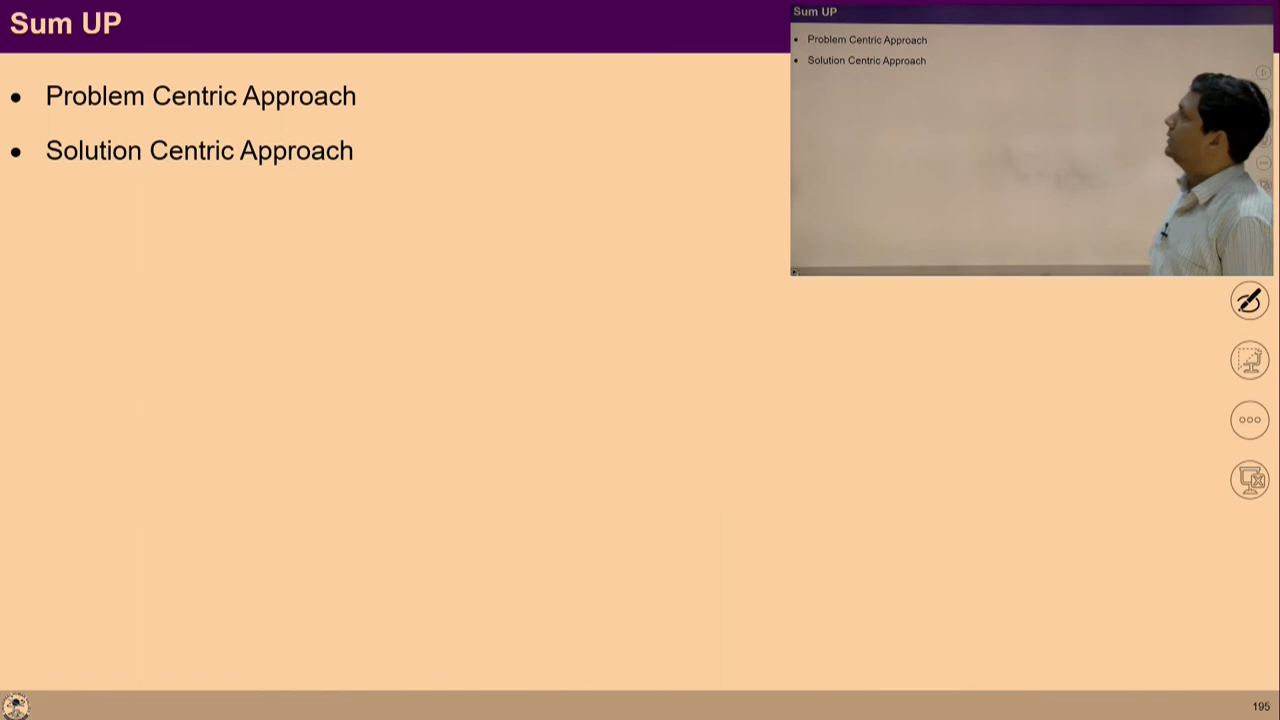 Sum UP
Problem Centric Approach
Solution Centric Approach
Sum UP
Problem Centric Approach
Solution Centric Approach
195